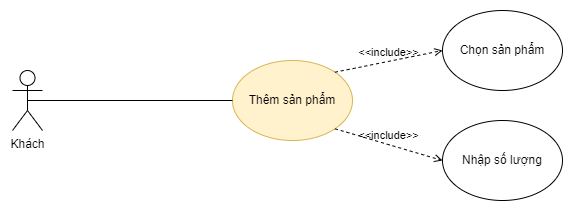 Chọn sản phẩm
<<include>>
Thêm sản phẩm
<<include>>
Khách
Nhập số lượng